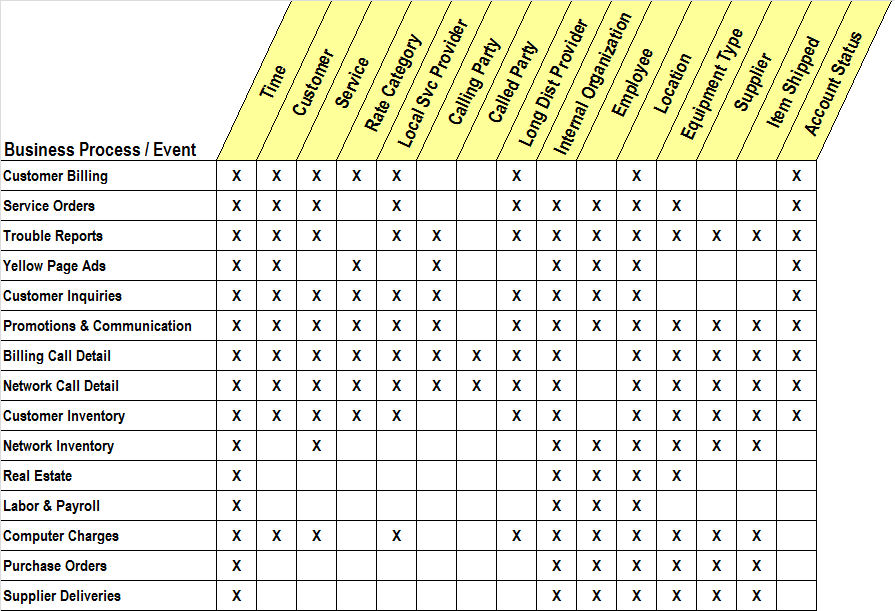 Time
Customer
Service
Rate Category
Local Svc Provider
Calling Party
Called Party
Long Dist Provider
Internal Organization
Employee
Location
Equipment Type
Supplier
Item Shipped
Account Status
Business Process / Event
Customer Billing X X X X X X X X
Service Orders X X X X X X X X X X
Trouble Reports X X X X X X X X X X X X X
Yellow Page Ads X X X X X X X X
Customer Inquiries X X X X X X X X X X X
Promotions & Communication X X X X X X X X X X X X X X
Billing Call Detail X X X X X X X X X X X X X X
Network Call Detail X X X X X X X X X X X X X X
Customer Inventory X X X X X X X X X X X X
Network Inventory X X X X X X X X
Real Estate X X X X X
Labor & Payroll X X X X
Computer Charges X X X X X X X X X X X
Purchase Orders X X X X X X X
Supplier Deliveries X X X X X X X